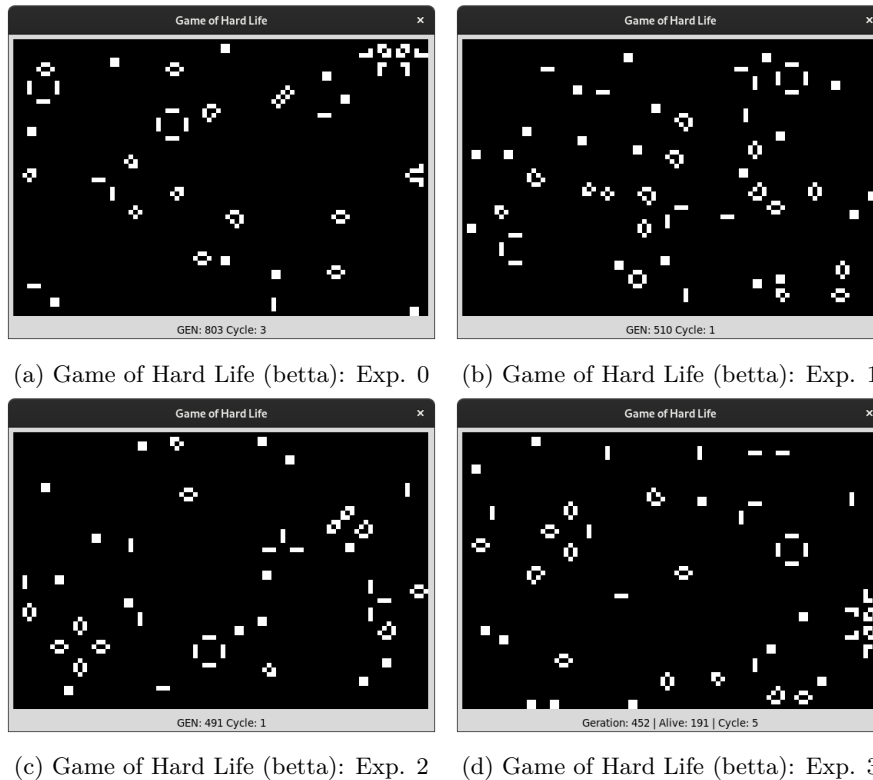 Game of Hard Life ×
Game of Hard Life ×
GEN: 803 Cycle: 3
GEN: 510 Cycle: 1
(a) Game of Hard Life (betta): Exp. 0
(b) Game of Hard Life (betta): Exp. 1
Game of Hard Life ×
Game of Hard Life ×
GEN: 491 Cycle: 1
Geration: 452 | Alive: 191 | Cycle: 5
(c) Game of Hard Life (betta): Exp. 2
(d) Game of Hard Life (betta): Exp. 3